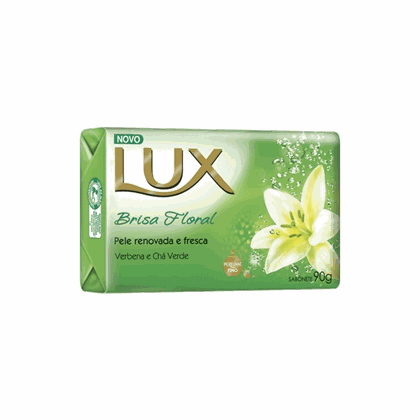 NOVO
LUX
Brisa Floral
Pele renovada e fresca
Verbena e Chá Verde
SABONETE 90g